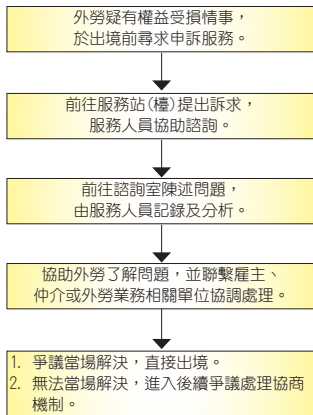 外勞疑有權益受損情事，
於出境前尋求申訴服務。
前往服務站(檯)提出訴求，
服務人員協助諮詢。
前往諮詢室陳述問題，
由服務人員記錄及分析。
協助外勞了解問題，並聯繫雇主、
仲介或外勞業務相關單位協調處理。
1. 爭議當場解決，直接出境。
2. 無法當場解決，進入後續爭議處理協商
機制。